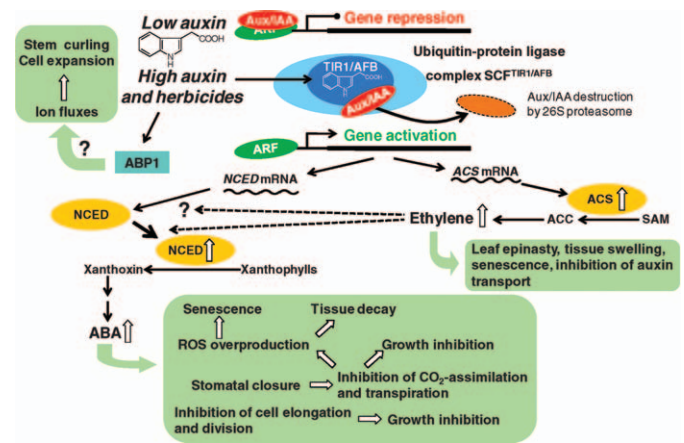 Low auxin
Aux/IAA
ARF
Gene repression
COOH
N
H
Stem curling
Cell expansion
Ion fluxes
?
High auxin
and herbicides
TIR1/AFB
COOH
N
H
Aux/IAA
Ubiquitin-protein ligase
complex SCFTIR1/AFB
Aux/IAA destruction
by 26S proteasome
ABP1
ARF
Gene activation
NCED mRNA
ACS mRNA
NCED
?
ACS
Ethylene
ACC
SAM
NCED
Xanthoxin
Xanthophylls
Leaf epinasty, tissue swelling,
senescence, inhibition of auxin
transport
ABA
Senescence
Tissue decay
ROS overproduction
Growth inhibition
Stomatal closure
Inhibition of CO2-assimilation
and transpiration
Inhibition of cell elongation
and division
Growth inhibition